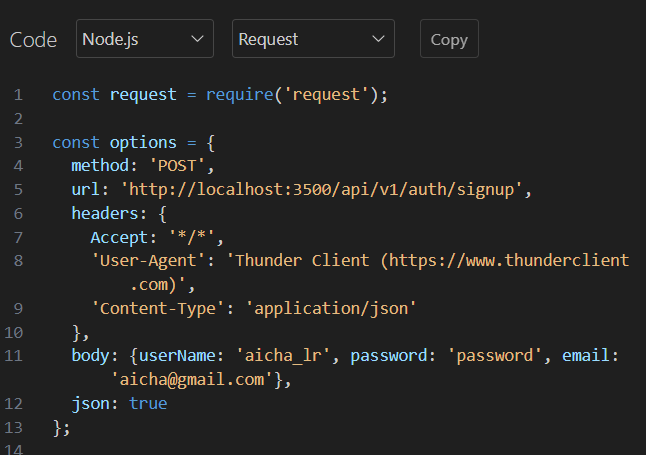 Code Node.js Request Copy
1 const request = require('request');
2
3 const options = {
4 method: 'POST',
5 url: 'http://localhost:3500/api/v1/auth/signup',
6 headers: {
7 Accept: '*/*',
8 'User-Agent': 'Thunder Client (https://www.thunderclient
.com)',
9 'Content-Type': 'application/json'
10 },
11 body: {userName: 'aicha_lr', password: 'password', email:
'aicha@gmail.com'},
12 json: true
13 };
14